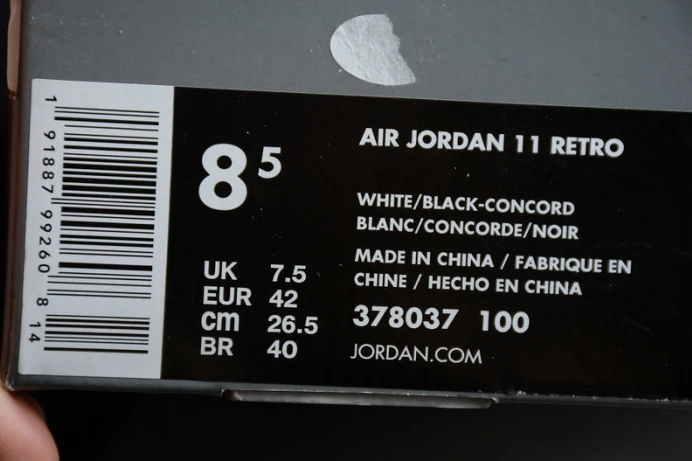 1 91887 99260 8 14
8⁵
UK 7.5
EUR 42
cm 26.5
BR 40
AIR JORDAN 11 RETRO
WHITE/BLACK-CONCORD
BLANC/CONCORDE/NOIR
MADE IN CHINA / FABRIQUE EN
CHINE / HECHO EN CHINA
378037 100
JORDAN.COM